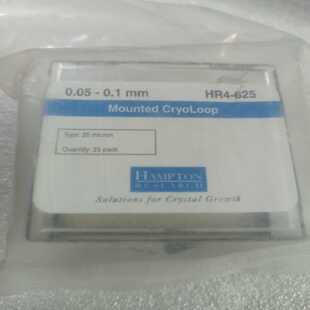 0.05 - 0.1 mm HR4-625
Mounted CryoLoop
Type: 20 micron
Quantity: 25 pack
HAMPTON
RESEARCH
Solutions for Crystal Growth